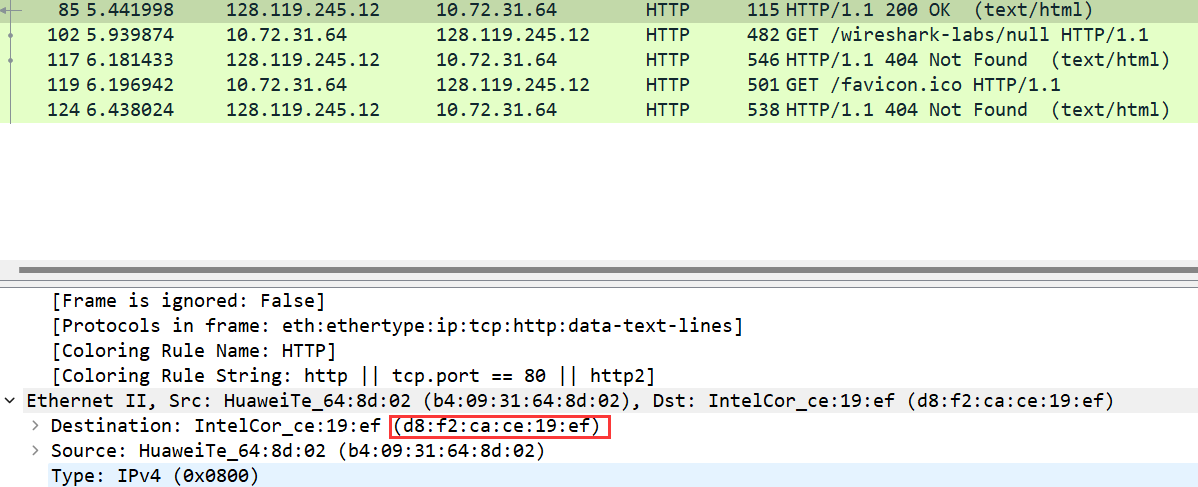 85 5.441998 128.119.245.12 10.72.31.64 HTTP 115 HTTP/1.1 200 OK (text/html)
102 5.939874 10.72.31.64 128.119.245.12 HTTP 482 GET /wireshark-labs/null HTTP/1.1
117 6.181433 128.119.245.12 10.72.31.64 HTTP 546 HTTP/1.1 404 Not Found (text/html)
119 6.196942 10.72.31.64 128.119.245.12 HTTP 501 GET /favicon.ico HTTP/1.1
124 6.438024 128.119.245.12 10.72.31.64 HTTP 538 HTTP/1.1 404 Not Found (text/html)
[Frame is ignored: False]
[Protocols in frame: eth:ethertype:ip:tcp:http:data-text-lines]
[Coloring Rule Name: HTTP]
[Coloring Rule String: http || tcp.port == 80 || http2]
Ethernet II, Src: HuaweiTe_64:8d:02 (b4:09:31:64:8d:02), Dst: IntelCor_ce:19:ef (d8:f2:ca:ce:19:ef)
Destination: IntelCor_ce:19:ef (d8:f2:ca:ce:19:ef)
Source: HuaweiTe_64:8d:02 (b4:09:31:64:8d:02)
Type: IPv4 (0x0800)